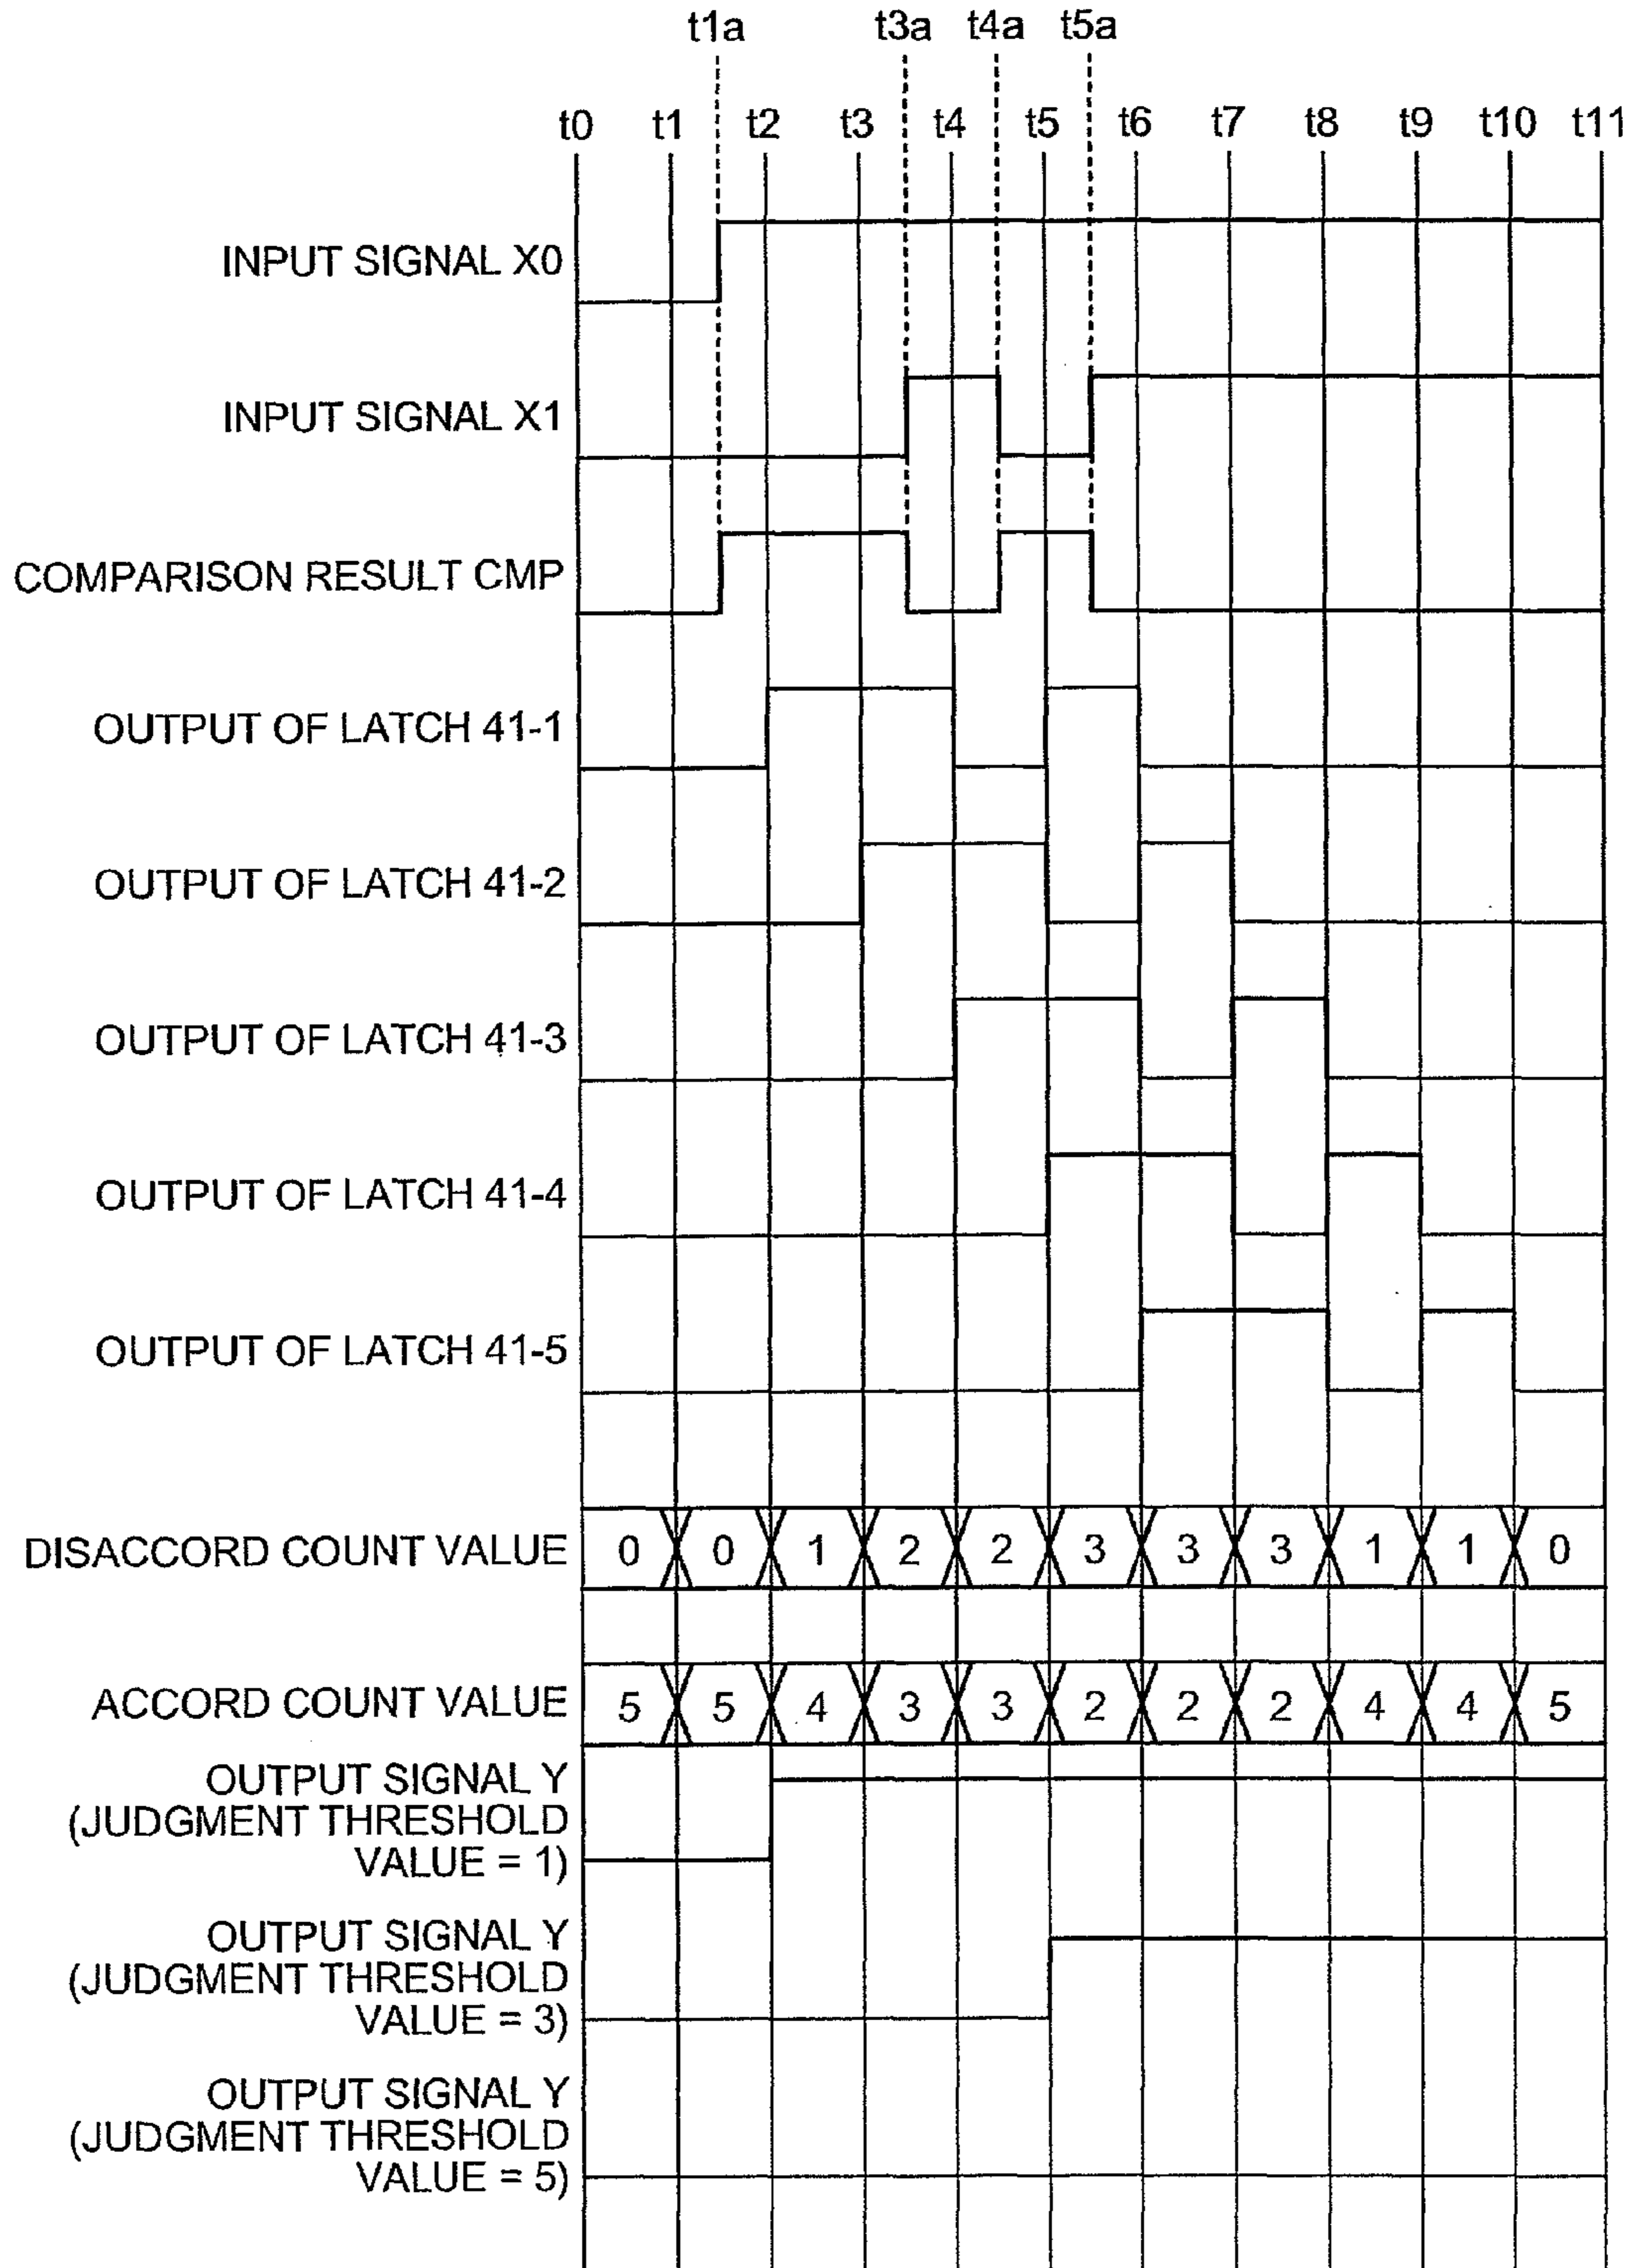 t1a t3a t4a t5a
t0 t1 t2 t3 t4 t5 t6 t7 t8 t9 t10 t11
INPUT SIGNAL X0
INPUT SIGNAL X1
COMPARISON RESULT CMP
OUTPUT OF LATCH 41-1
OUTPUT OF LATCH 41-2
OUTPUT OF LATCH 41-3
OUTPUT OF LATCH 41-4
OUTPUT OF LATCH 41-5
DISACCORD COUNT VALUE 0 0 1 2 2 3 3 3 1 1 0
ACCORD COUNT VALUE 5 5 4 3 3 2 2 2 4 4 5
OUTPUT SIGNAL Y
(JUDGMENT THRESHOLD
VALUE = 1)
OUTPUT SIGNAL Y
(JUDGMENT THRESHOLD
VALUE = 3)
OUTPUT SIGNAL Y
(JUDGMENT THRESHOLD
VALUE = 5)